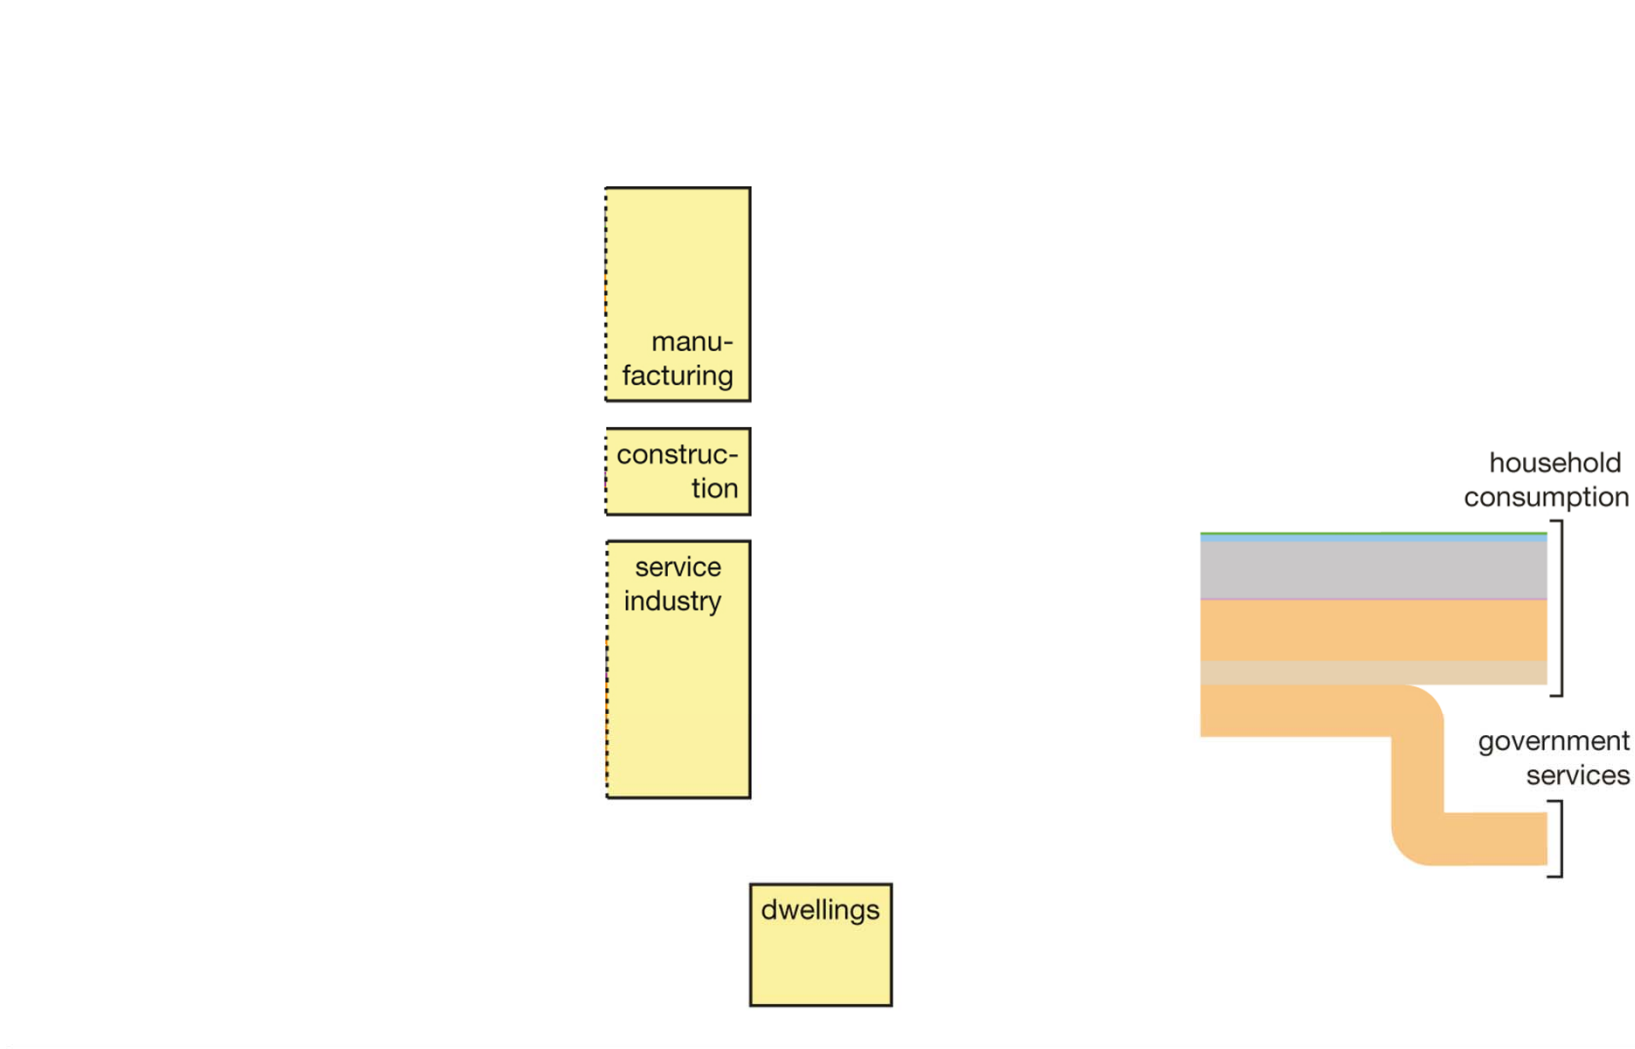 manu-
facturing
construc-
tion
service
industry
dwellings
household
consumption
government
services